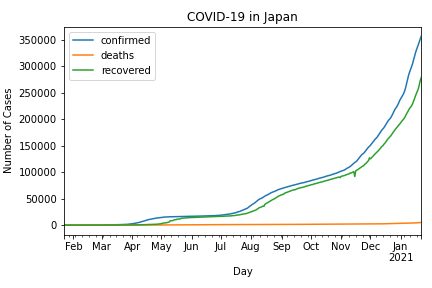 COVID-19 in Japan
confirmed
deaths
recovered
Number of Cases
350000
300000
250000
200000
150000
100000
50000
0
Feb Mar Apr May Jun Jul Aug Sep Oct Nov Dec Jan
2021
Day